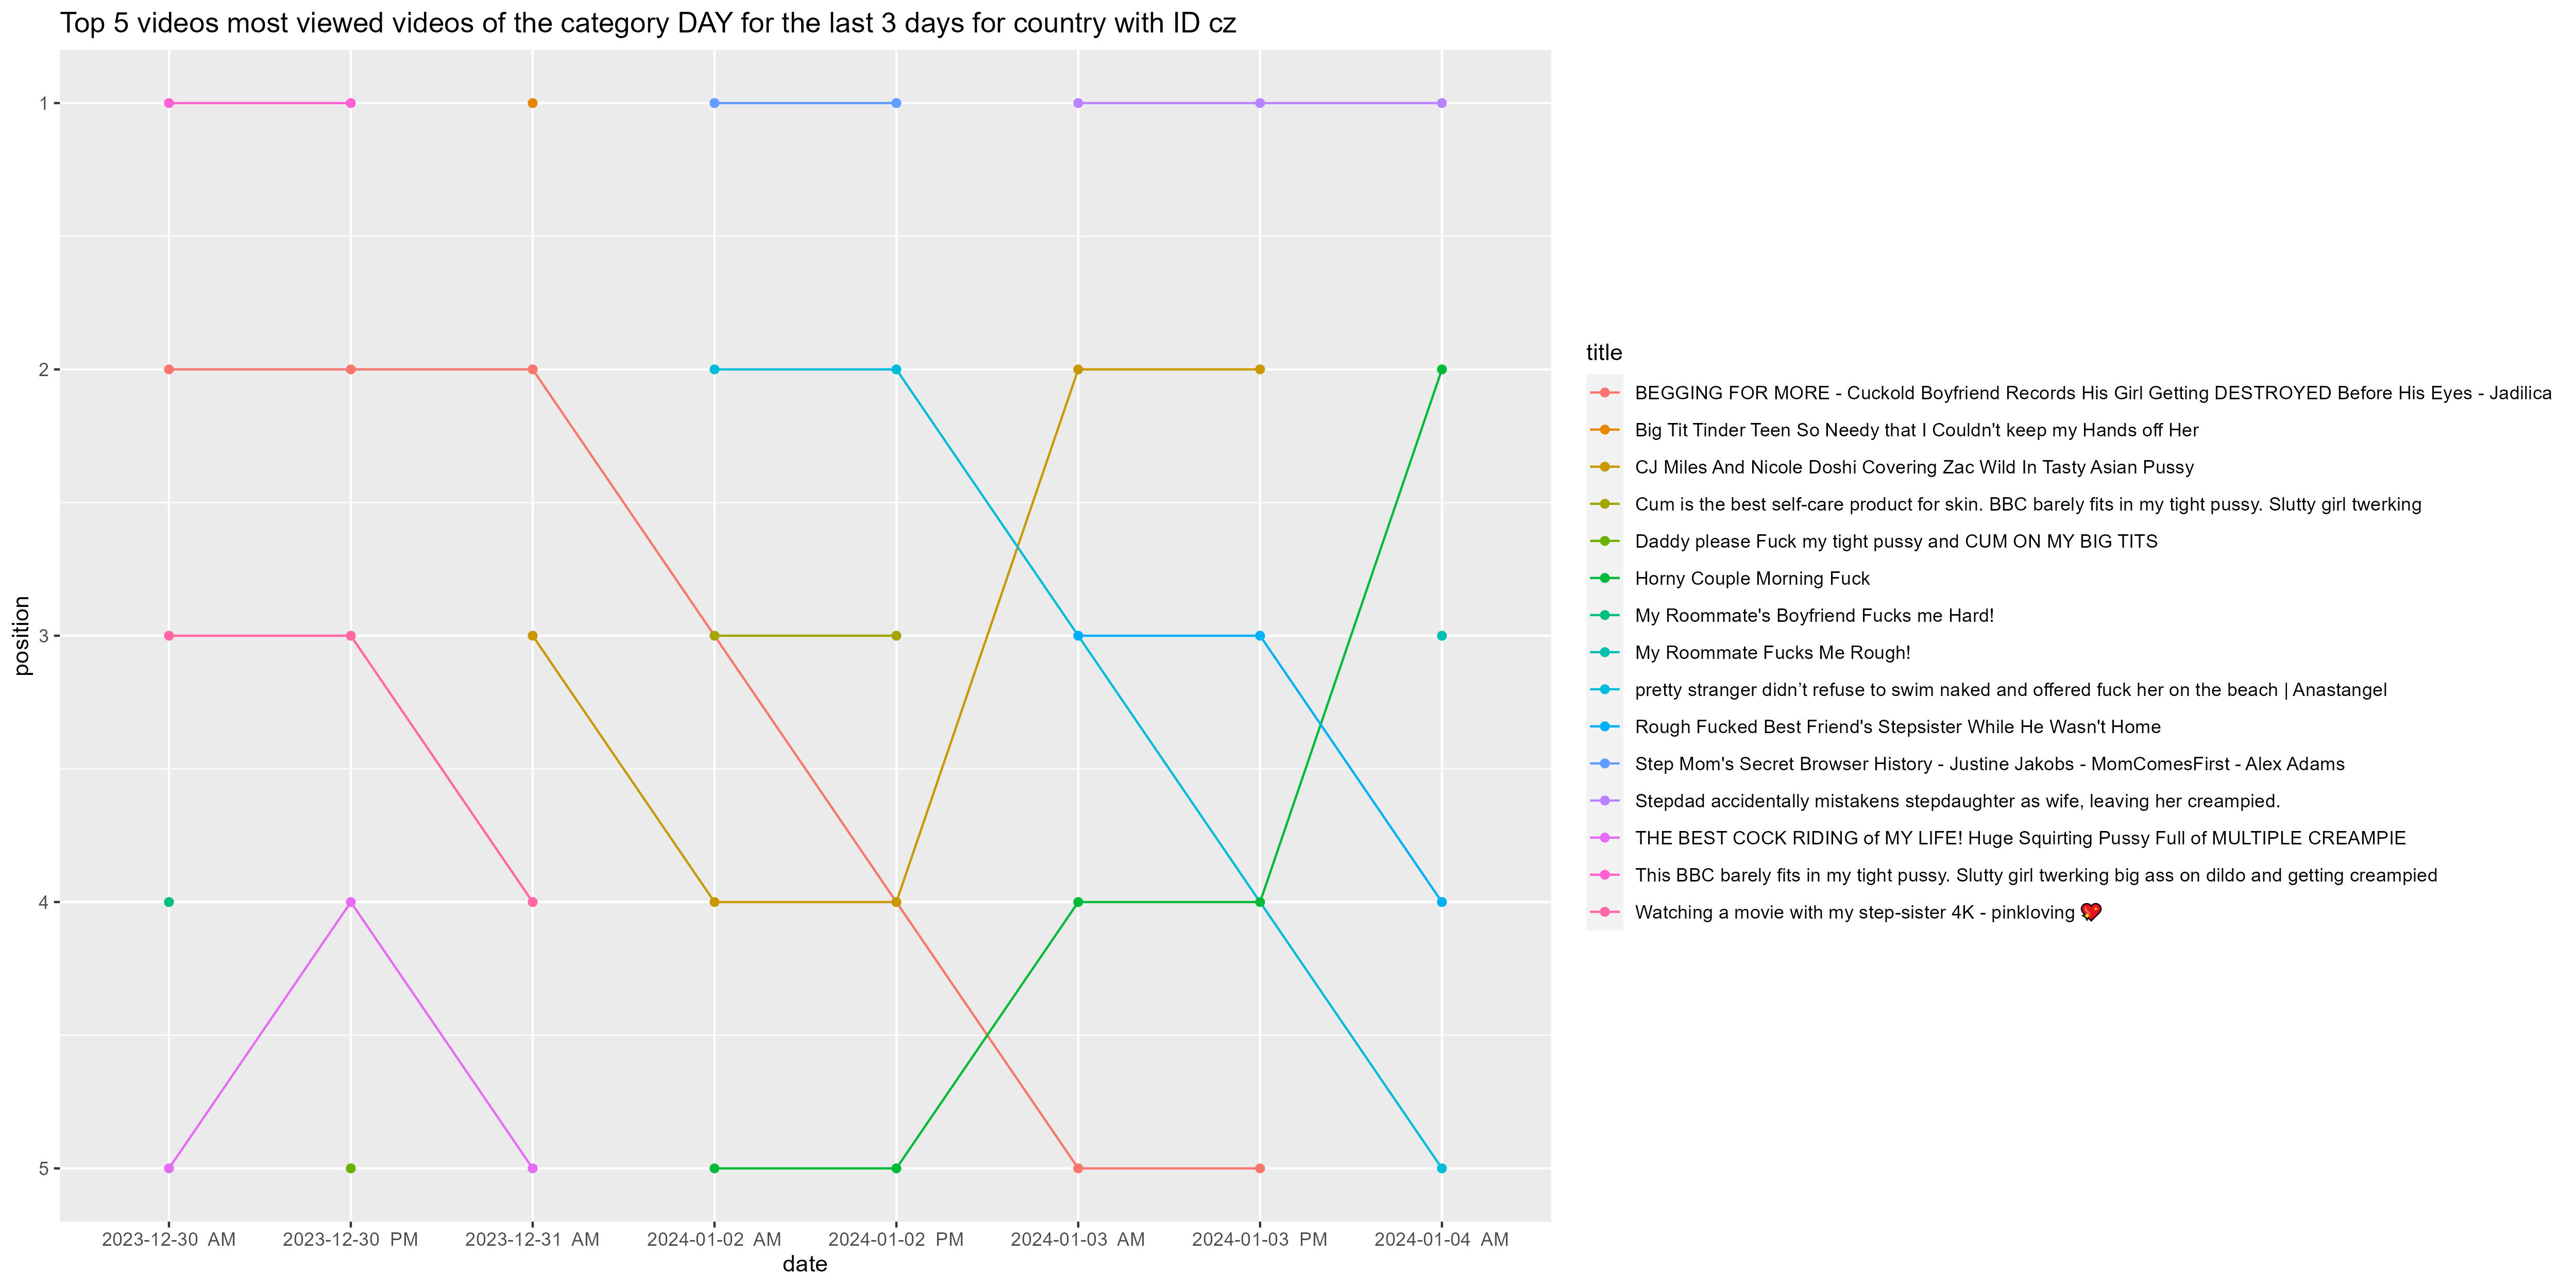 Top 5 videos most viewed videos of the category DAY for the last 3 days for country with ID cz
position
1
2
3
4
5
2023-12-30 AM
2023-12-30 PM
2023-12-31 AM
2024-01-02 AM
2024-01-02 PM
2024-01-03 AM
2024-01-03 PM
2024-01-04 AM
date
title
BEGGING FOR MORE - Cuckold Boyfriend Records His Girl Getting DESTROYED Before His Eyes - Jadilica
Big Tit Tinder Teen So Needy that I Couldn't keep my Hands off Her
CJ Miles And Nicole Doshi Covering Zac Wild In Tasty Asian Pussy
Cum is the best self-care product for skin. BBC barely fits in my tight pussy. Slutty girl twerking
Daddy please Fuck my tight pussy and CUM ON MY BIG TITS
Horny Couple Morning Fuck
My Roommate's Boyfriend Fucks me Hard!
My Roommate Fucks Me Rough!
pretty stranger didn’t refuse to swim naked and offered fuck her on the beach | Anastangel
Rough Fucked Best Friend's Stepsister While He Wasn't Home
Step Mom's Secret Browser History - Justine Jakobs - MomComesFirst - Alex Adams
Stepdad accidentally mistakens stepdaughter as wife, leaving her creampied.
THE BEST COCK RIDING of MY LIFE! Huge Squirting Pussy Full of MULTIPLE CREAMPIE
This BBC barely fits in my tight pussy. Slutty girl twerking big ass on dildo and getting creampied
Watching a movie with my step-sister 4K - pinkloving 💖